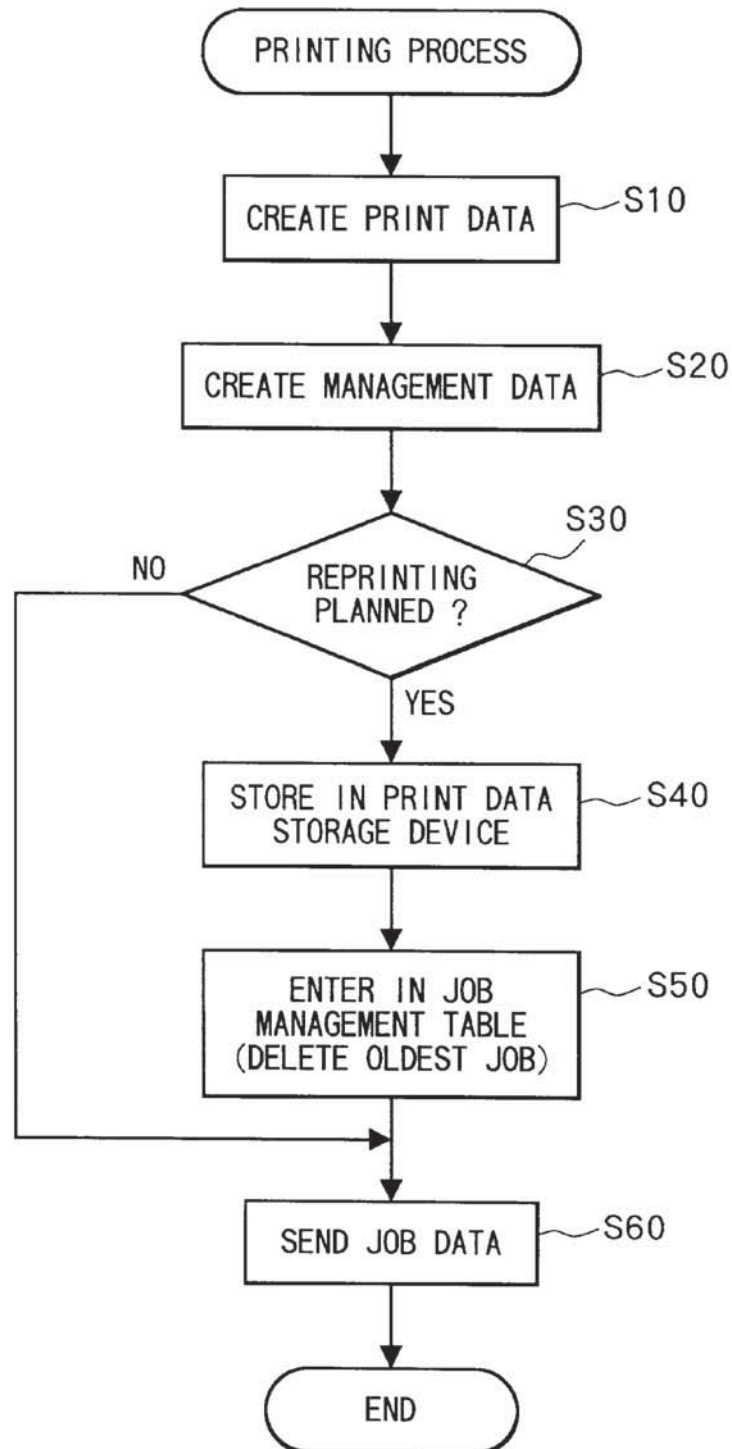 PRINTING PROCESS
CREATE PRINT DATA
S10
CREATE MANAGEMENT DATA
S20
S30
NO
REPRINTING
PLANNED ?
YES
STORE IN PRINT DATA
STORAGE DEVICE
S40
ENTER IN JOB
MANAGEMENT TABLE
(DELETE OLDEST JOB)
S50
SEND JOB DATA
S60
END